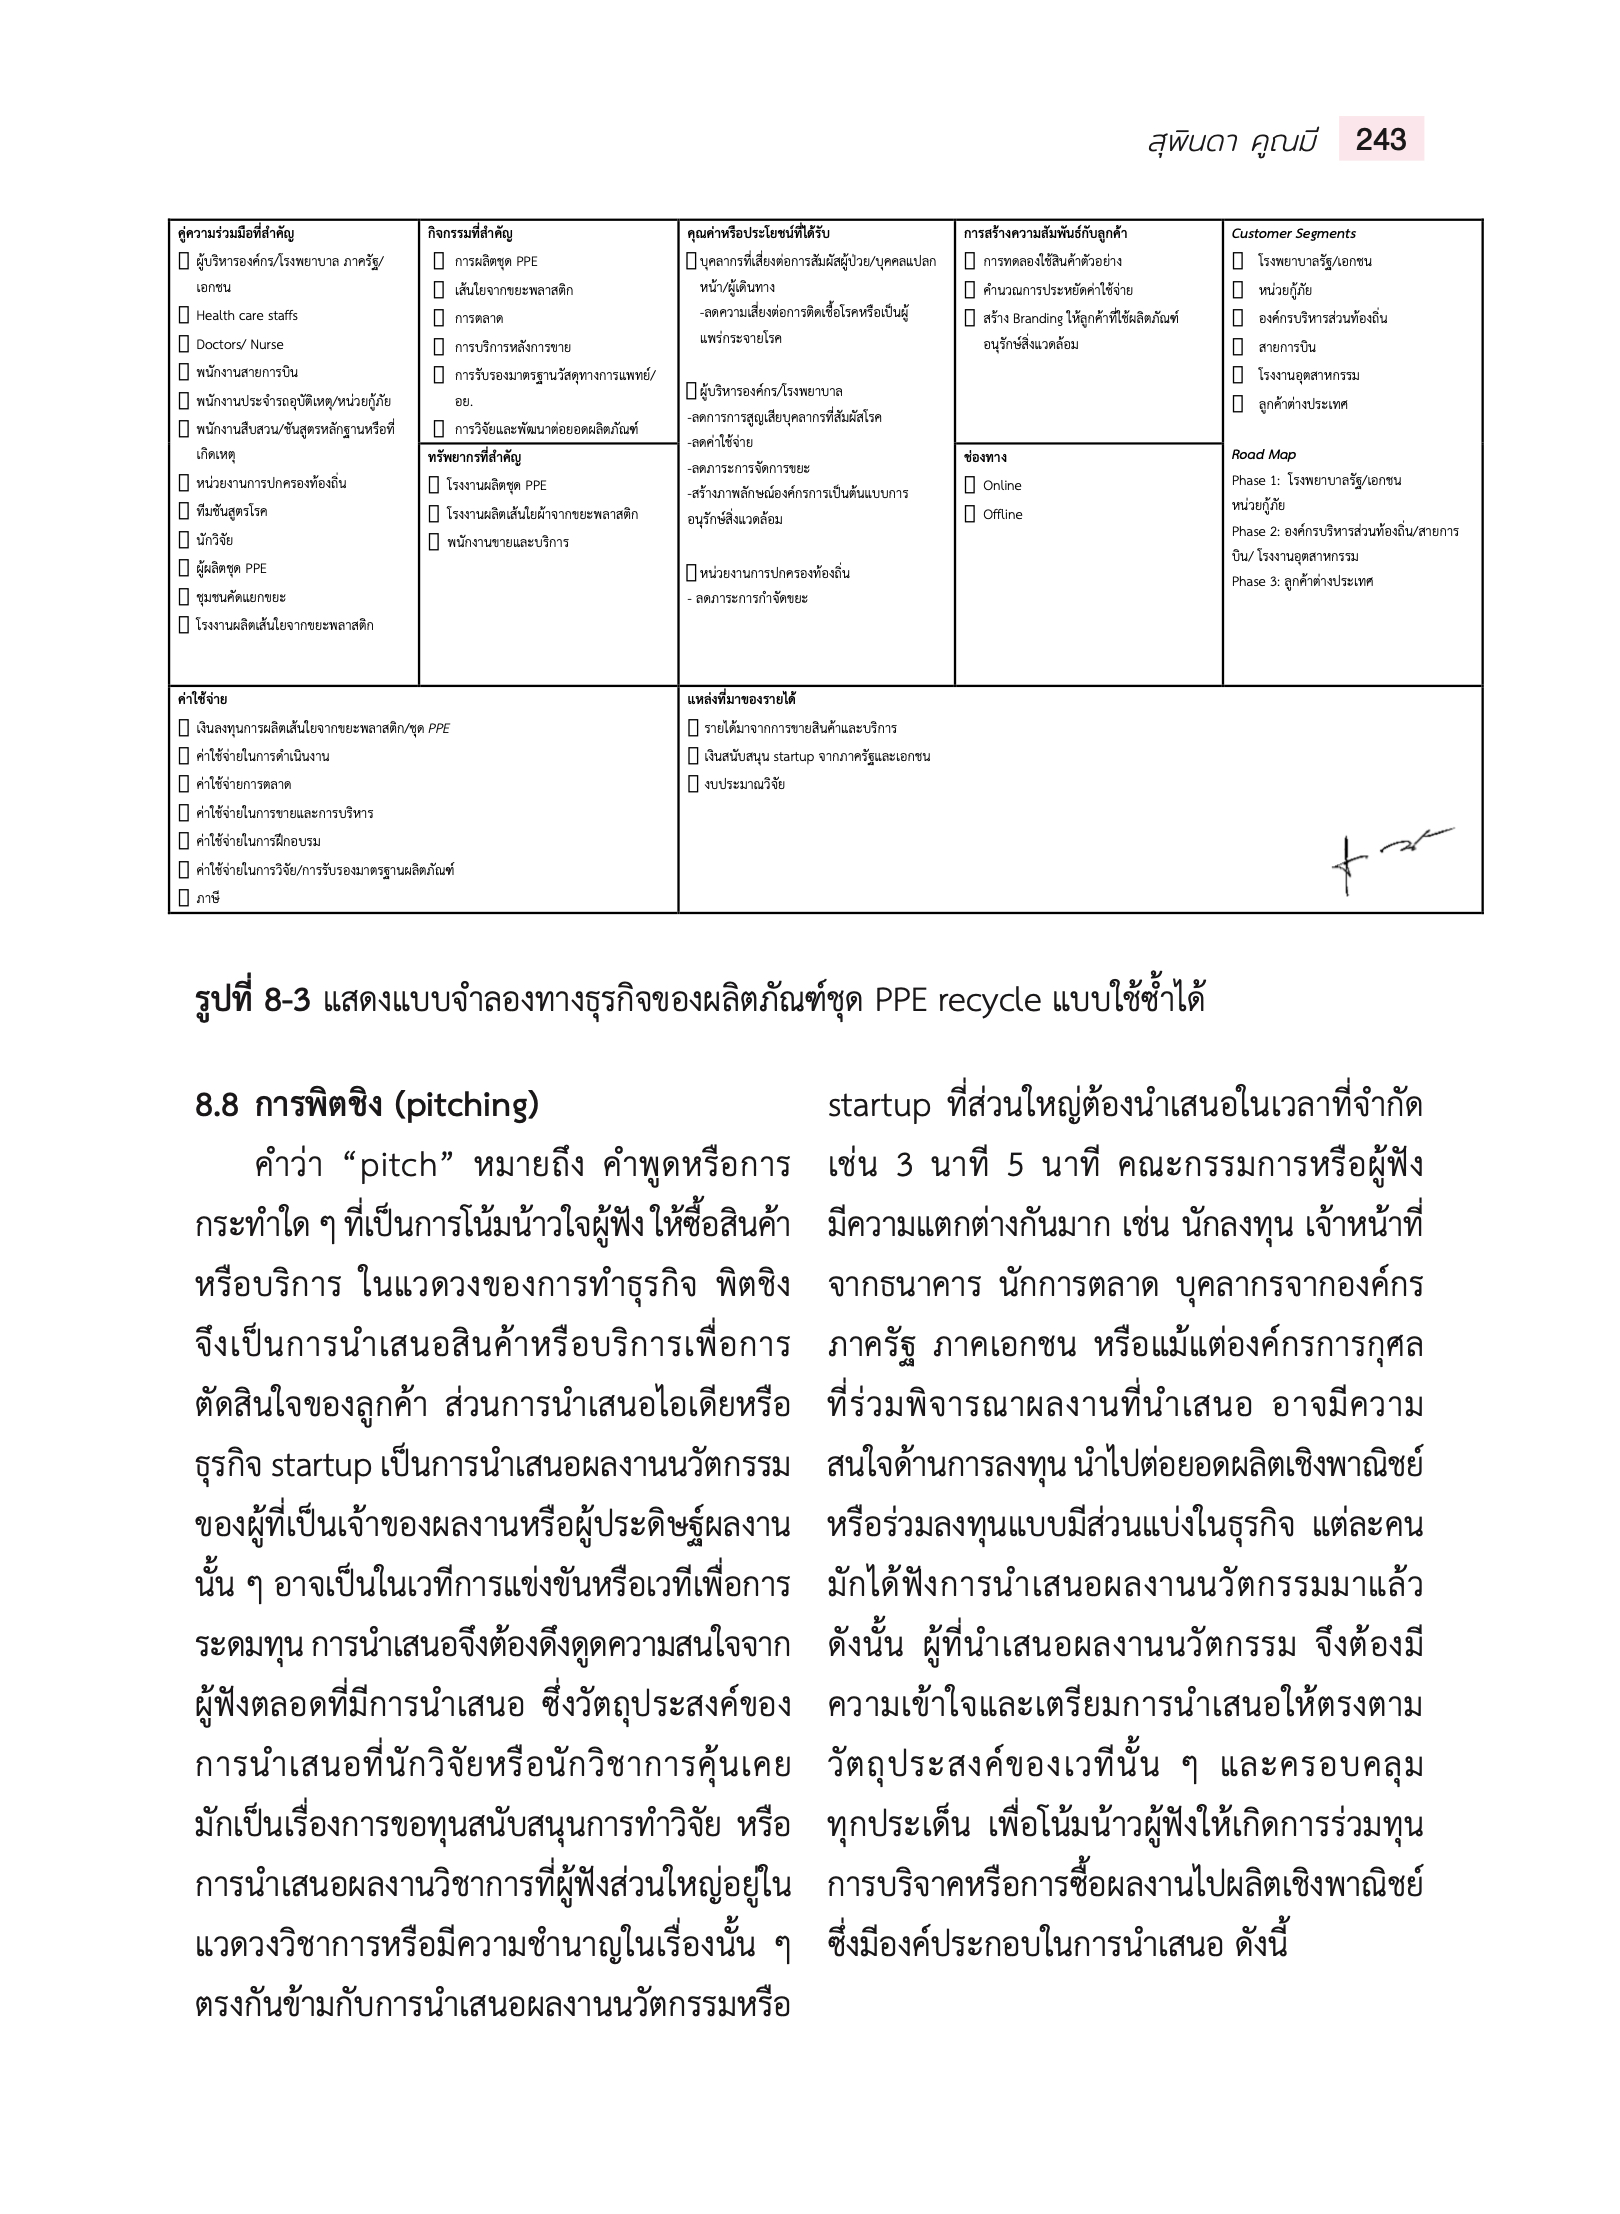 สุพินดา คูณมี 243
คู่ความร่วมมือที่สำคัญ
ผู้บริหารองค์กร/โรงพยาบาล ภาครัฐ/
เอกชน
Health care staffs
Doctors/ Nurse
พนักงานสายการบิน
พนักงานประจำรถอุบัติเหตุ/หน่วยกู้ภัย
พนักงานสืบสวน/ชันสูตรหลักฐานหรือที่
เกิดเหตุ
หน่วยงานการปกครองท้องถิ่น
ทีมชันสูตรโรค
นักวิจัย
ผู้ผลิตชุด PPE
ชุมชนคัดแยกขยะ
โรงงานผลิตเส้นใยจากขยะพลาสติก
กิจกรรมที่สำคัญ
การผลิตชุด PPE
เส้นใยจากขยะพลาสติก
การตลาด
การบริการหลังการขาย
การรับรองมาตรฐานวัสดุทางการแพทย์/
อย.
การวิจัยและพัฒนาต่อยอดผลิตภัณฑ์
ทรัพยากรที่สำคัญ
โรงงานผลิตชุด PPE
โรงงานผลิตเส้นใยผ้าจากขยะพลาสติก
พนักงานขายและบริการ
คุณค่าหรือประโยชน์ที่ได้รับ
บุคลากรที่เสี่ยงต่อการสัมผัสผู้ป่วย/บุคคลแปลก
หน้า/ผู้เดินทาง
-ลดความเสี่ยงต่อการติดเชื้อโรคหรือเป็นผู้
แพร่กระจายโรค
ผู้บริหารองค์กร/โรงพยาบาล
-ลดการการสูญเสียบุคลากรที่สัมผัสโรค
-ลดค่าใช้จ่าย
-ลดภาระการจัดการขยะ
-สร้างภาพลักษณ์องค์กรการเป็นต้นแบบการ
อนุรักษ์สิ่งแวดล้อม
หน่วยงานการปกครองท้องถิ่น
- ลดภาระการกำจัดขยะ
การสร้างความสัมพันธ์กับลูกค้า
การทดลองใช้สินค้าตัวอย่าง
คำนวณการประหยัดค่าใช้จ่าย
สร้าง Branding ให้ลูกค้าที่ใช้ผลิตภัณฑ์
อนุรักษ์สิ่งแวดล้อม
ช่องทาง
Online
Offline
Customer Segments
โรงพยาบาลรัฐ/เอกชน
หน่วยกู้ภัย
องค์กรบริหารส่วนท้องถิ่น
สายการบิน
โรงงานอุตสาหกรรม
ลูกค้าต่างประเทศ
Road Map
Phase 1: โรงพยาบาลรัฐ/เอกชน
หน่วยกู้ภัย
Phase 2: องค์กรบริหารส่วนท้องถิ่น/สายการ
บิน/ โรงงานอุตสาหกรรม
Phase 3: ลูกค้าต่างประเทศ
ค่าใช้จ่าย
เงินลงทุนการผลิตเส้นใยจากขยะพลาสติก/ชุด PPE
ค่าใช้จ่ายในการดำเนินงาน
ค่าใช้จ่ายการตลาด
ค่าใช้จ่ายในการขายและการบริหาร
ค่าใช้จ่ายในการฝึกอบรม
ค่าใช้จ่ายในการวิจัย/การรับรองมาตรฐานผลิตภัณฑ์
ภาษี
แหล่งที่มาของรายได้
รายได้มาจากการขายสินค้าและบริการ
เงินสนับสนุน startup จากภาครัฐและเอกชน
งบประมาณวิจัย
รูปที่ 8-3 แสดงแบบจำลองทางธุรกิจของผลิตภัณฑ์ชุด PPE recycle แบบใช้ซ้ำได้
8.8 การพิตชิง (pitching)
คำว่า “pitch” หมายถึง คำพูดหรือการ
กระทำใด ๆ ที่เป็นการโน้มน้าวใจผู้ฟัง ให้ซื้อสินค้า
หรือบริการ ในแวดวงของการทำธุรกิจ พิตชิง
จึงเป็นการนำเสนอสินค้าหรือบริการเพื่อการ
ตัดสินใจของลูกค้า ส่วนการนำเสนอไอเดียหรือ
ธุรกิจ startup เป็นการนำเสนอผลงานนวัตกรรม
ของผู้ที่เป็นเจ้าของผลงานหรือผู้ประดิษฐ์ผลงาน
นั้น ๆ อาจเป็นในเวทีการแข่งขันหรือเวทีเพื่อการ
ระดมทุน การนำเสนอจึงต้องดึงดูดความสนใจจาก
ผู้ฟังตลอดที่มีการนำเสนอ ซึ่งวัตถุประสงค์ของ
การนำเสนอที่นักวิจัยหรือนักวิชาการคุ้นเคย
มักเป็นเรื่องการขอทุนสนับสนุนการทำวิจัย หรือ
การนำเสนอผลงานวิชาการที่ผู้ฟังส่วนใหญ่อยู่ใน
แวดวงวิชาการหรือมีความชำนาญในเรื่องนั้น ๆ
ตรงกันข้ามกับการนำเสนอผลงานนวัตกรรมหรือ
startup ที่ส่วนใหญ่ต้องนำเสนอในเวลาที่จำกัด
เช่น 3 นาที 5 นาที คณะกรรมการหรือผู้ฟัง
มีความแตกต่างกันมาก เช่น นักลงทุน เจ้าหน้าที่
จากธนาคาร นักการตลาด บุคลากรจากองค์กร
ภาครัฐ ภาคเอกชน หรือแม้แต่องค์กรการกุศล
ที่ร่วมพิจารณาผลงานที่นำเสนอ อาจมีความ
สนใจด้านการลงทุน นำไปต่อยอดผลิตเชิงพาณิชย์
หรือร่วมลงทุนแบบมีส่วนแบ่งในธุรกิจ แต่ละคน
มักได้ฟังการนำเสนอผลงานนวัตกรรมมาแล้ว
ดังนั้น ผู้ที่นำเสนอผลงานนวัตกรรม จึงต้องมี
ความเข้าใจและเตรียมการนำเสนอให้ตรงตาม
วัตถุประสงค์ของเวทีนั้น ๆ และครอบคลุม
ทุกประเด็น เพื่อโน้มน้าวผู้ฟังให้เกิดการร่วมทุน
การบริจาคหรือการซื้อผลงานไปผลิตเชิงพาณิชย์
ซึ่งมีองค์ประกอบในการนำเสนอ ดังนี้